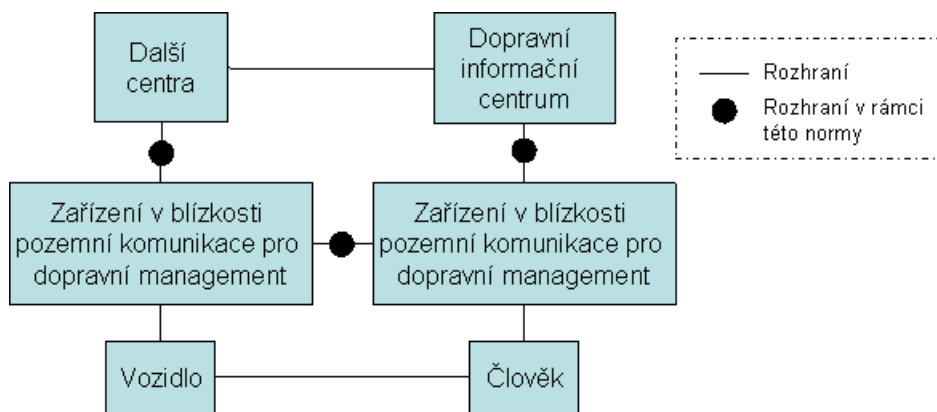 Další
centra
Dopravní
informační
centrum
Rozhraní
Rozhraní v rámci
této normy
Zařízení v blízkosti
pozemní komunikace pro
dopravní management
Zařízení v blízkosti
pozemní komunikace pro
dopravní management
Vozidlo
Člověk